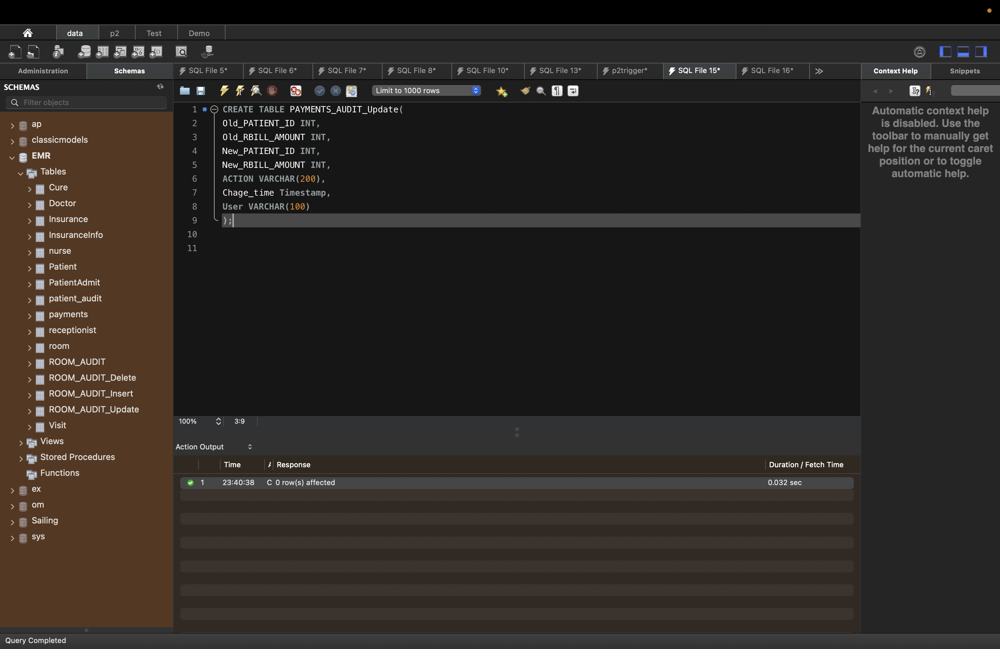 data p2 Test Demo
Administration Schemas SQL File 5* SQL File 6* SQL File 7* SQL File 8* SQL File 10* SQL File 13* p2trigger* SQL File 15* SQL File 16* Context Help Snippets
SCHEMAS
Filter objects
Limit to 1000 rows
ap
classicmodels
EMR
Tables
Cure
Doctor
Insurance
InsuranceInfo
nurse
Patient
PatientAdmit
patient_audit
payments
receptionist
room
ROOM_AUDIT
ROOM_AUDIT_Delete
ROOM_AUDIT_Insert
ROOM_AUDIT_Update
Visit
Views
Stored Procedures
Functions
ex
om
Sailing
sys
1 CREATE TABLE PAYMENTS_AUDIT_Update(
2 Old_PATIENT_ID INT,
3 Old_RBILL_AMOUNT INT,
4 New_PATIENT_ID INT,
5 New_RBILL_AMOUNT INT,
6 ACTION VARCHAR(200),
7 Chage_time Timestamp,
8 User VARCHAR(100)
9 );
10
11
100% 3:9
Action Output
Time Response Duration / Fetch Time
1 23:40:38 C 0 row(s) affected 0.032 sec
Automatic context help
is disabled. Use the
toolbar to manually get
help for the current caret
position or to toggle
automatic help.
Query Completed